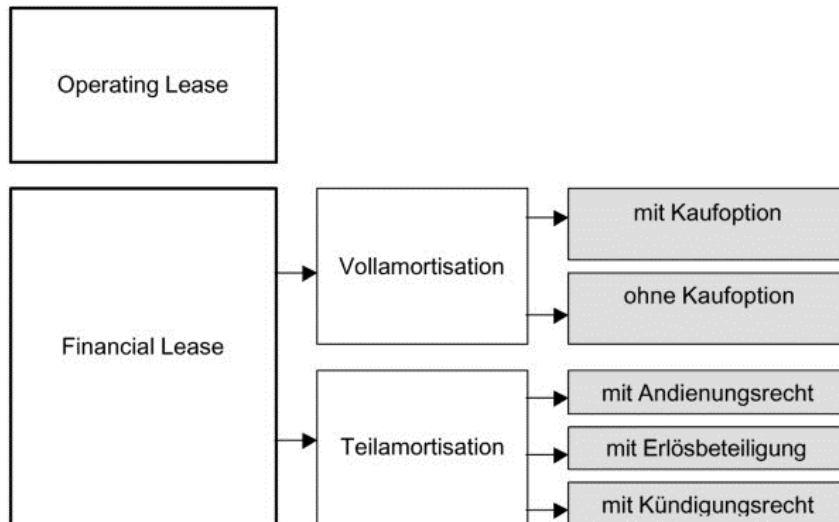 Operating Lease
Financial Lease
Vollamortisation
mit Kaufoption
ohne Kaufoption
Teilamortisation
mit Andienungsrecht
mit Erlösbeteiligung
mit Kündigungsrecht